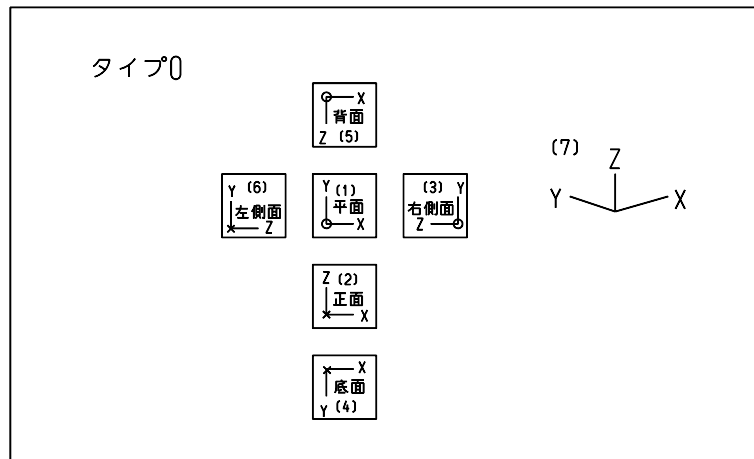 タイプ0
X
背面
Z (5)
Y (6)
左側面
Z
Y (1)
平面
X
(3) Y
右側面
Z
(7)
Z
Y
X
Z (2)
正面
X
X
底面
Y (4)